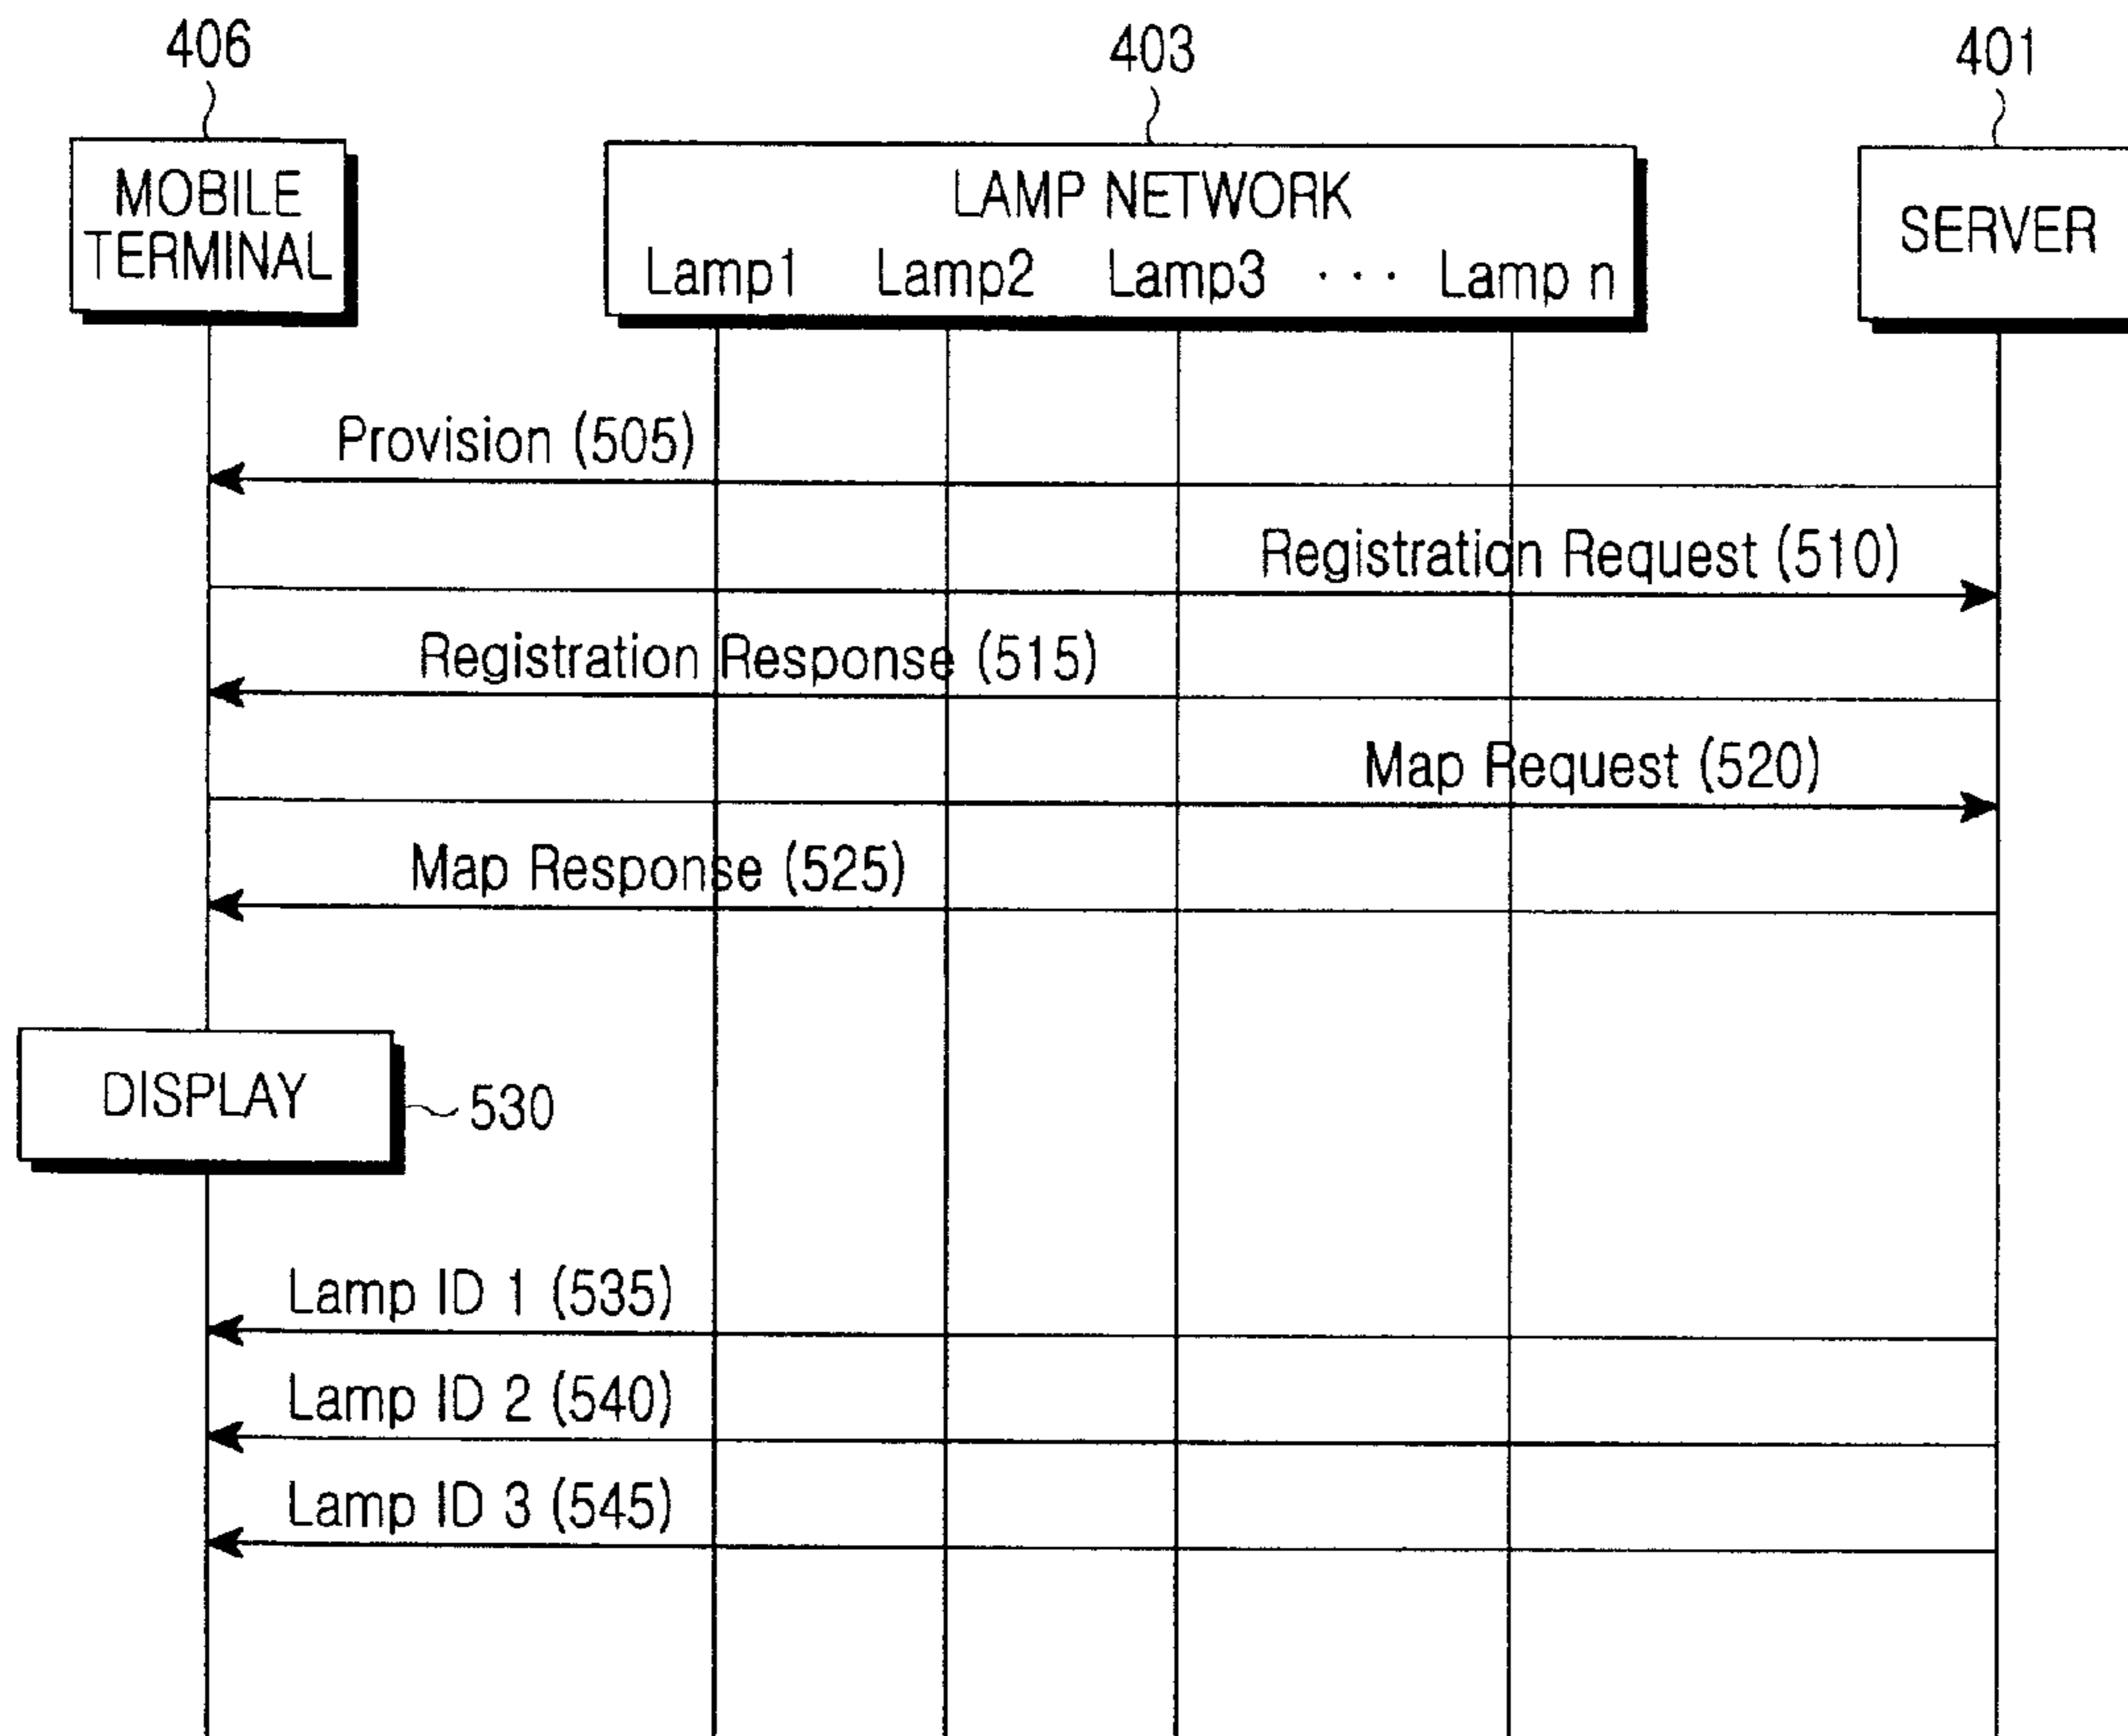 406
403
401
MOBILE
TERMINAL
LAMP NETWORK
Lamp1 Lamp2 Lamp3 ··· Lamp n
SERVER
Provision (505)
Registration Request (510)
Registration Response (515)
Map Request (520)
Map Response (525)
DISPLAY
530
Lamp ID 1 (535)
Lamp ID 2 (540)
Lamp ID 3 (545)